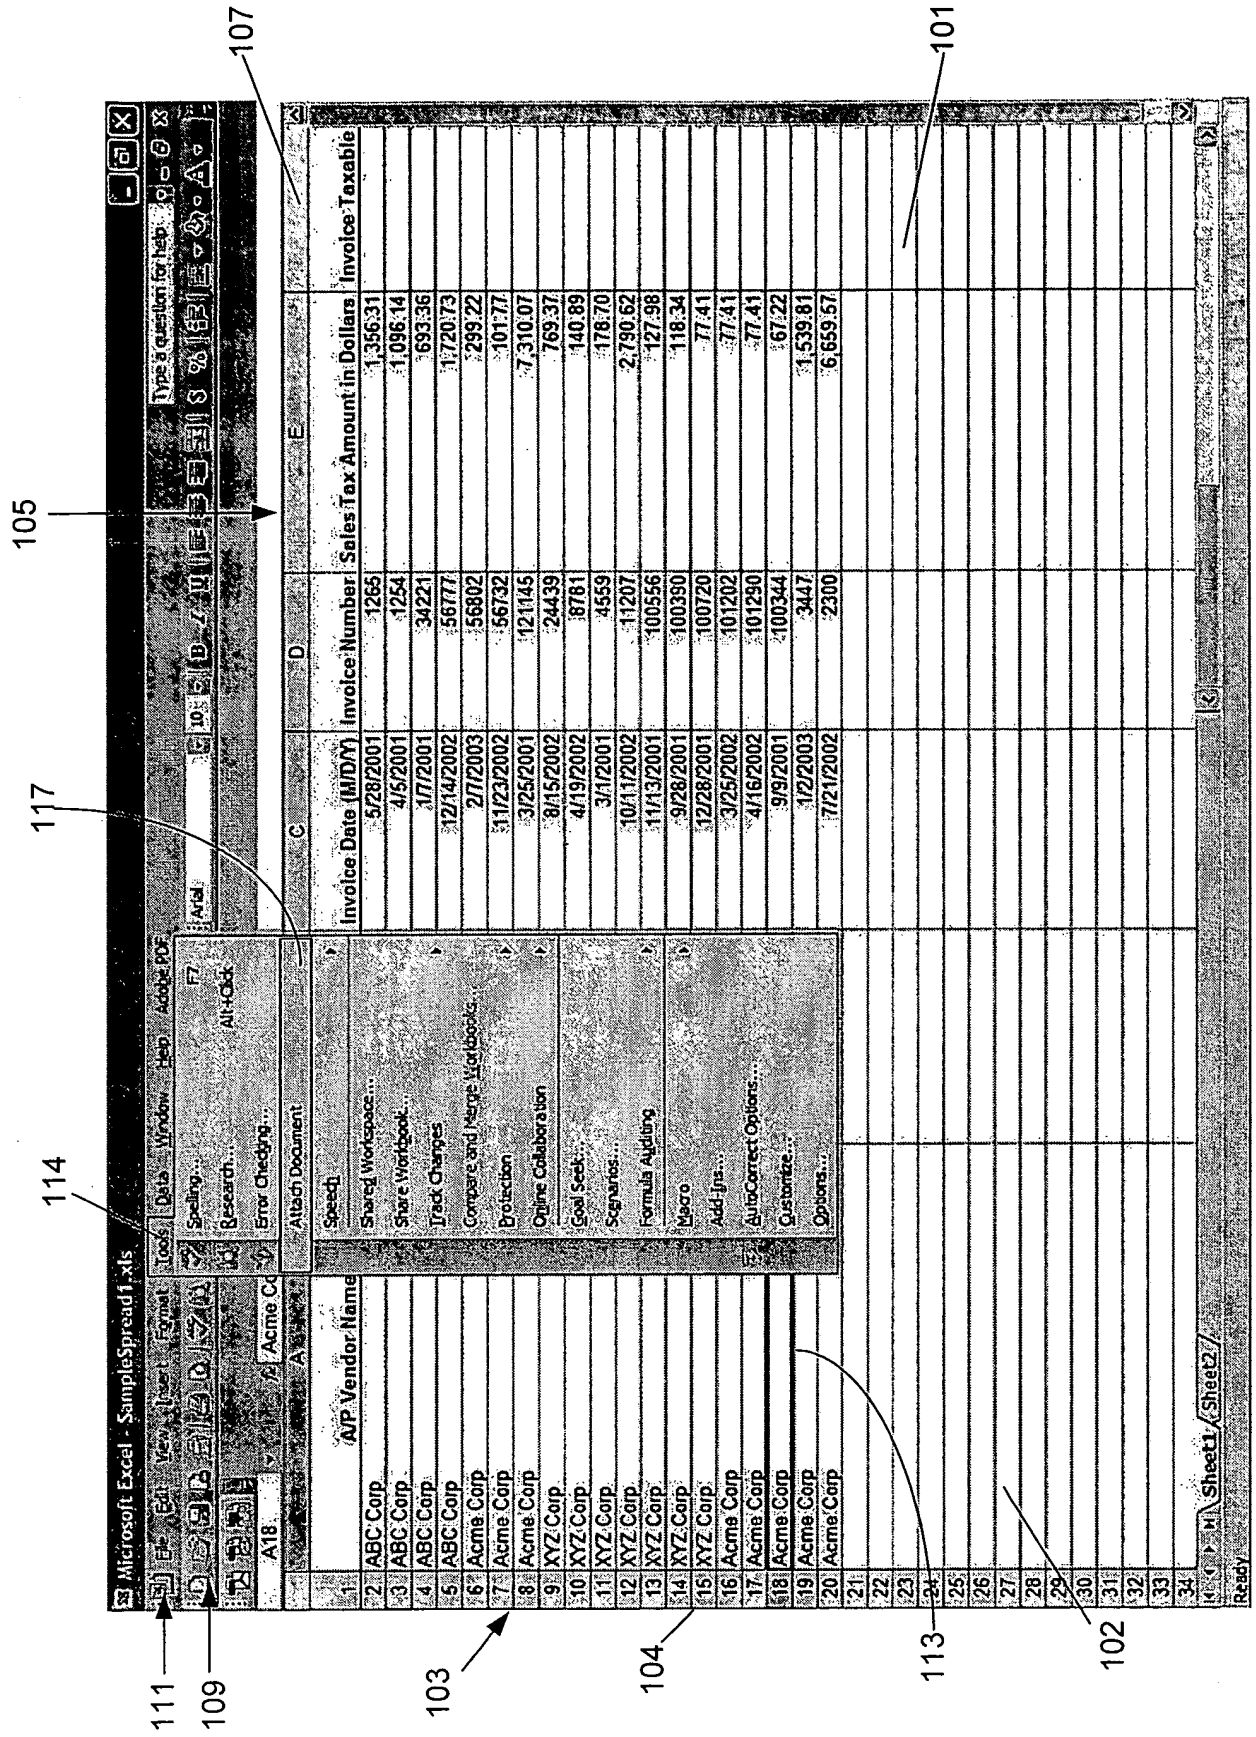 105
107
117
114
111
109
Microsoft Excel - SampleSpread1.xls
File Edit View Insert Format Tools Data Window Help Adobe PDF
Type a question for help
Arial 10 B I U $ %
A18 Acme Co
Spelling... F7
Research... Alt+Click
Error Checking...
Attach Document
Speech
Shared Workspace...
Share Workbook...
Track Changes
Compare and Merge Workbooks...
Protection
Online Collaboration
Goal Seek...
Scenarios...
Formula Auditing
Macro
Add-Ins...
AutoCorrect Options...
Customize...
Options...
A C D E
1 A/P Vendor Name Invoice Date (M/D/Y) Invoice Number Sales Tax Amount in Dollars Invoice Taxable
2 ABC Corp 5/28/2001 1265 1,356.31
3 ABC Corp 4/5/2001 1254 1,096.14
4 ABC Corp 1/7/2001 34221 693.36
5 ABC Corp 12/14/2002 56777 1,720.73
6 Acme Corp 2/7/2003 56802 299.22
7 Acme Corp 11/23/2002 56732 101.77
8 Acme Corp 3/25/2001 121145 7,310.07
9 XYZ Corp 8/15/2002 24439 769.37
10 XYZ Corp 4/19/2002 8781 140.89
11 XYZ Corp 3/1/2001 4559 178.70
12 XYZ Corp 10/11/2002 11207 2,790.62
13 XYZ Corp 11/13/2001 100556 127.98
14 XYZ Corp 9/28/2001 100390 118.34
15 XYZ Corp 12/28/2001 100720 77.41
16 Acme Corp 3/25/2002 101202 77.41
17 Acme Corp 4/16/2002 101290 77.41
18 Acme Corp 9/9/2001 100344 67.22
19 Acme Corp 1/2/2003 3447 1,539.81
20 Acme Corp 7/21/2002 2300 6,659.57
21
22
23
24
25
26
27
28
29
30
31
32
33
34
Sheet1 Sheet2
Ready
103
104
113
102
101